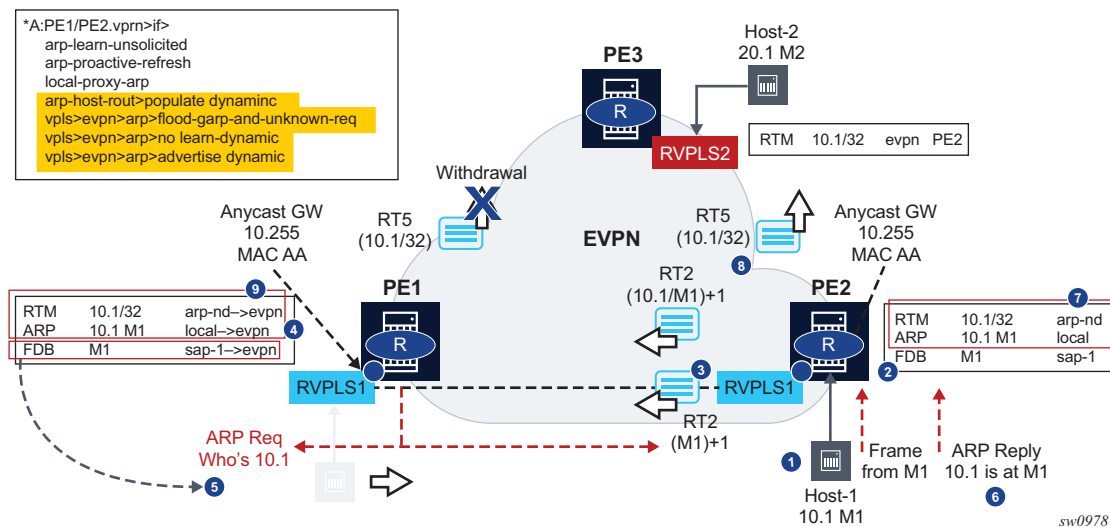 *A:PE1/PE2.vprn>if>
arp-learn-unsolicited
arp-proactive-refresh
local-proxy-arp
arp-host-rout>populate dynaminc
vpls>evpn>arp>flood-garp-and-unknown-req
vpls>evpn>arp>no learn-dynamic
vpls>evpn>arp>advertise dynamic
Host-2
20.1 M2
PE3
R
RVPLS2
RTM 10.1/32 evpn PE2
Withdrawal
X
RT5
(10.1/32)
EVPN
RT5
(10.1/32)
8
Anycast GW
10.255
MAC AA
Anycast GW
10.255
MAC AA
PE1
R
RVPLS1
RT2
(10.1/M1)+1
PE2
R
RVPLS1
9
RTM 10.1/32 arp-nd–>evpn
ARP 10.1 M1 local–>evpn
4
FDB M1 sap-1–>evpn
7
RTM 10.1/32 arp-nd
ARP 10.1 M1 local
FDB M1 sap-1
2
3
RT2
(M1)+1
ARP Req
Who's 10.1
5
1
Host-1
10.1 M1
Frame
from M1
ARP Reply
10.1 is at M1
6
sw0978